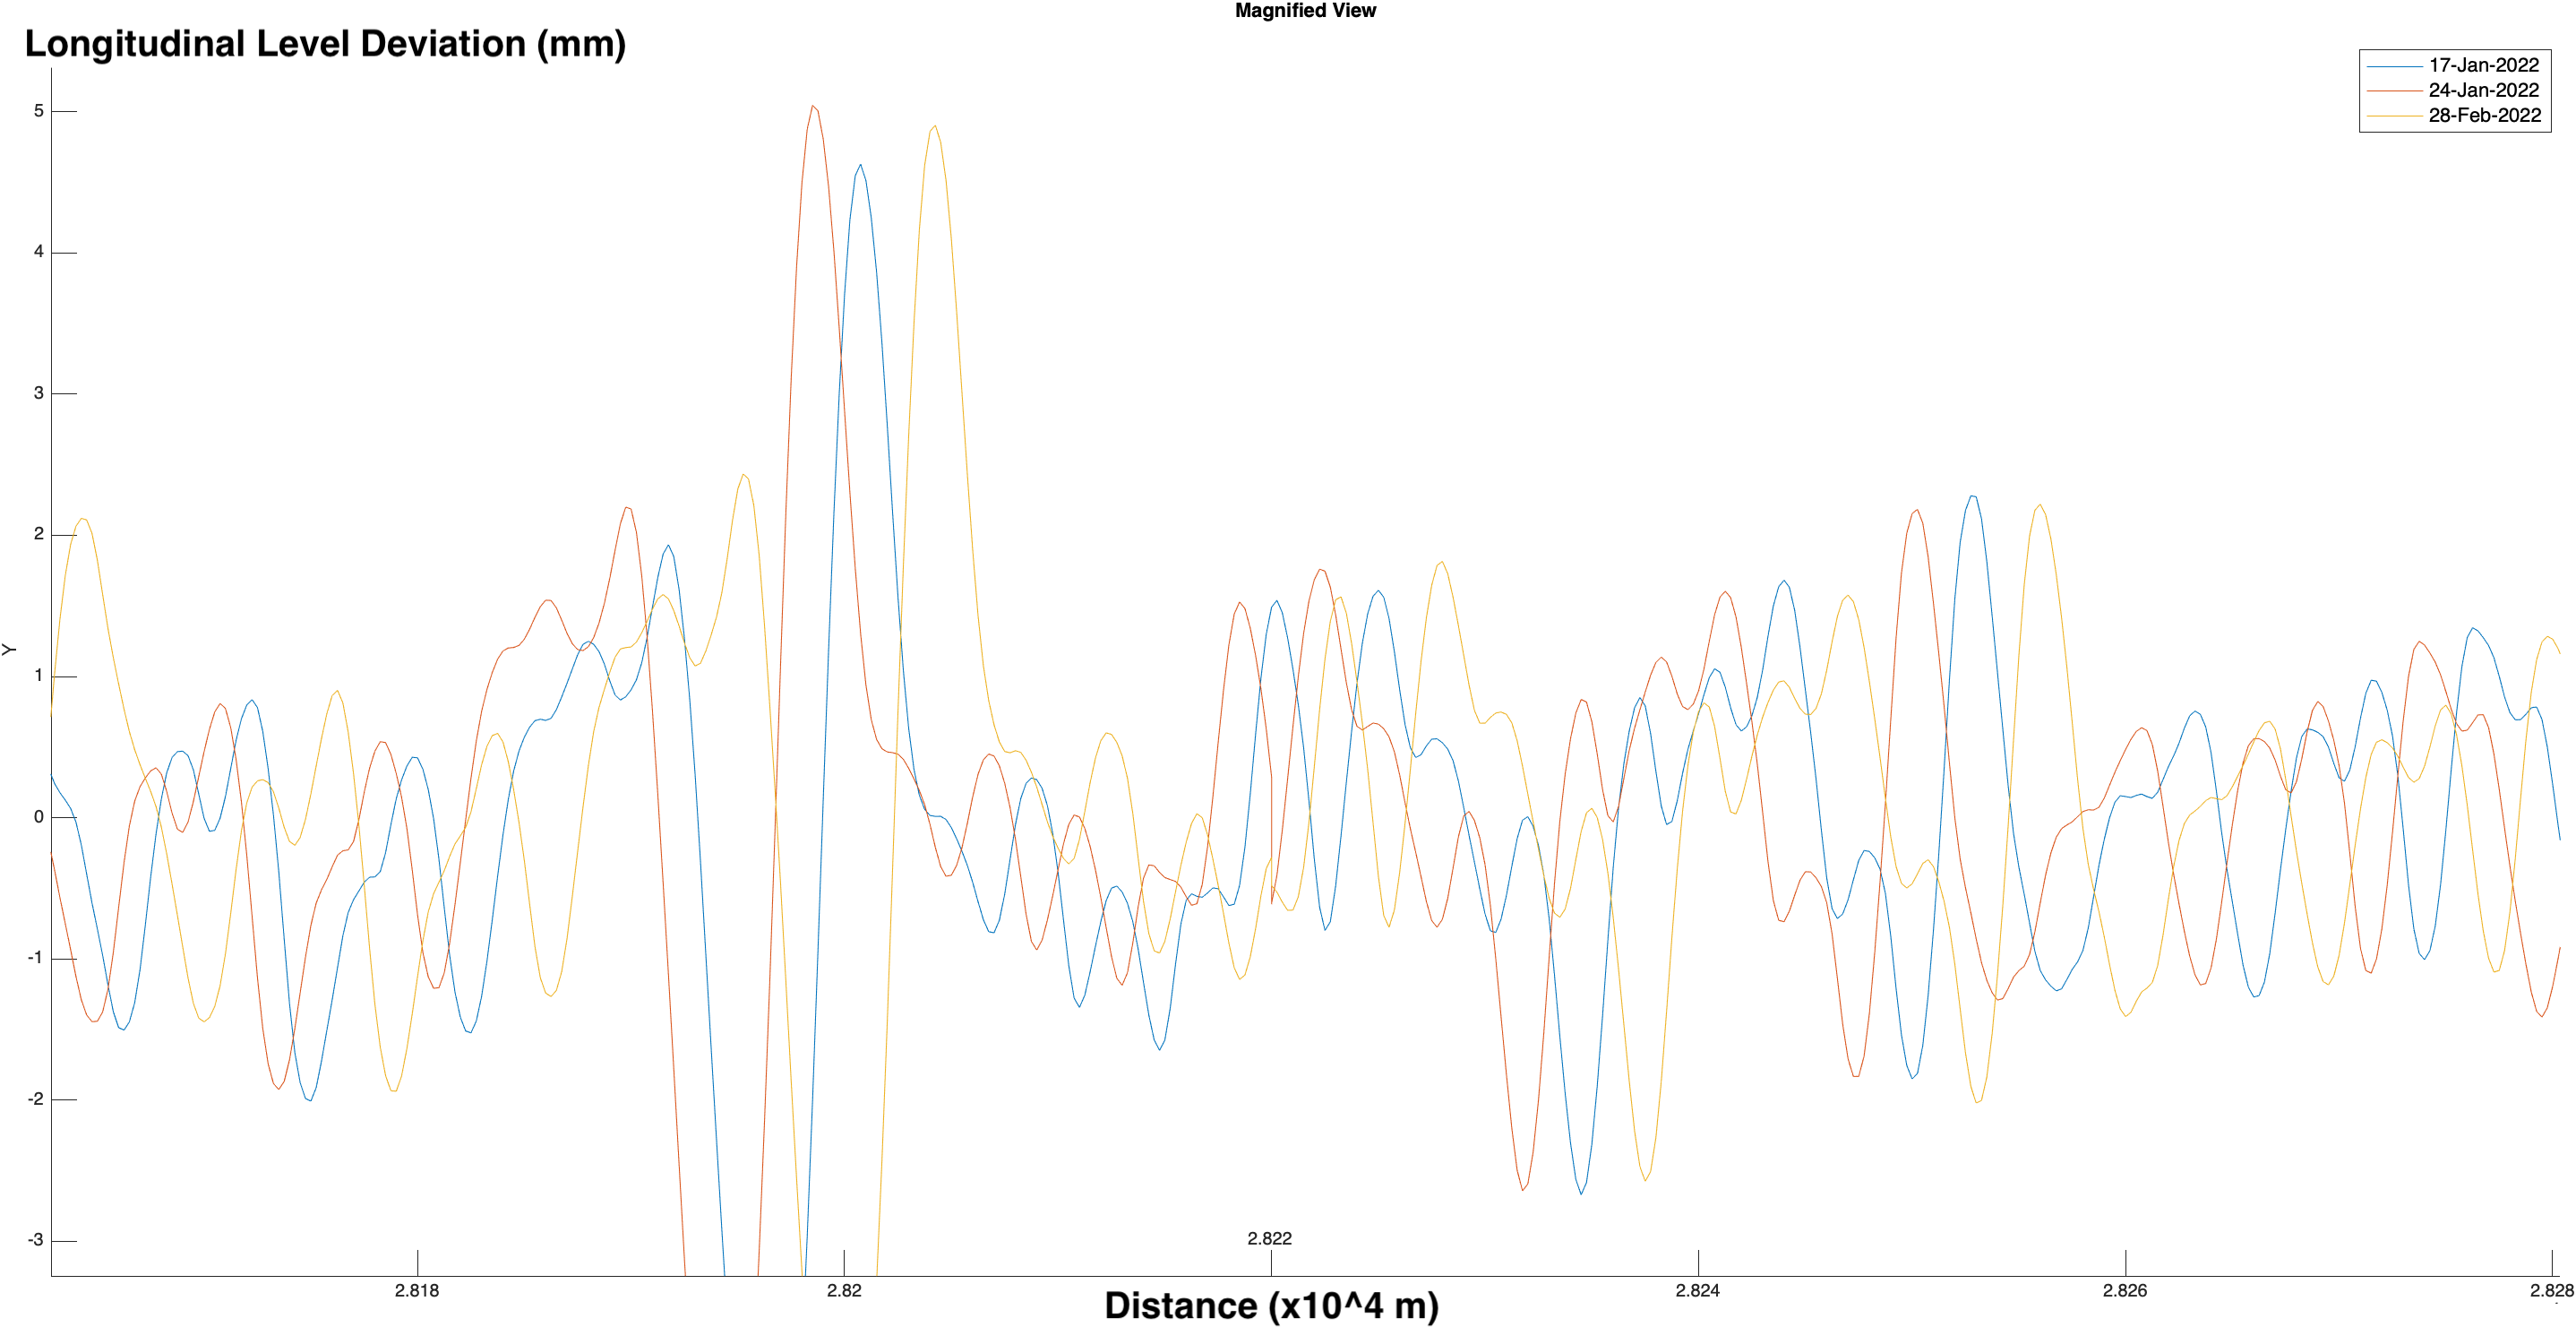 Magnified View
Longitudinal Level Deviation (mm)
17-Jan-2022
24-Jan-2022
28-Feb-2022
5
4
3
2
1
0
-1
-2
-3
Y
2.822
2.818
2.82
2.824
2.826
2.828
Distance (x10^4 m)